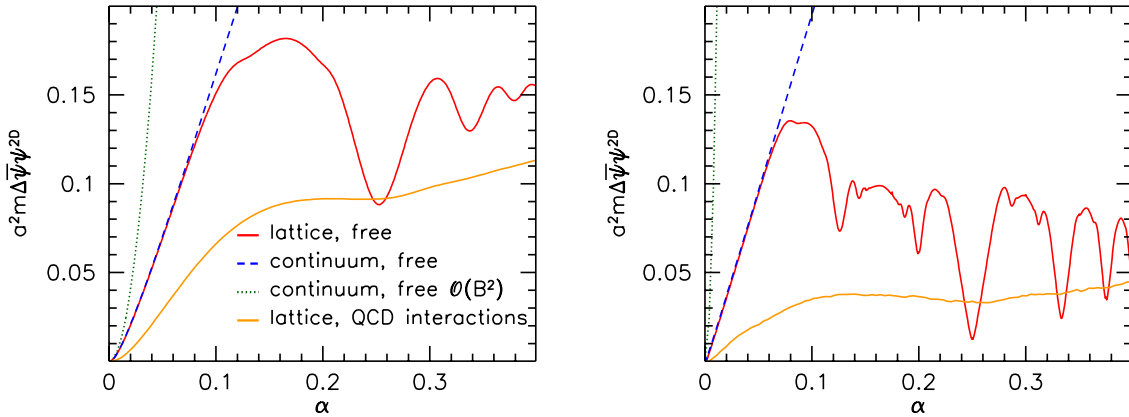 a²mΔψ̄ψ²ᴰ
0.15
0.1
0.05
0
0.1
0.2
0.3
α
lattice, free
continuum, free
continuum, free 𝒪(B²)
lattice, QCD interactions
a²mΔψ̄ψ²ᴰ
0.15
0.1
0.05
0
0.1
0.2
0.3
α